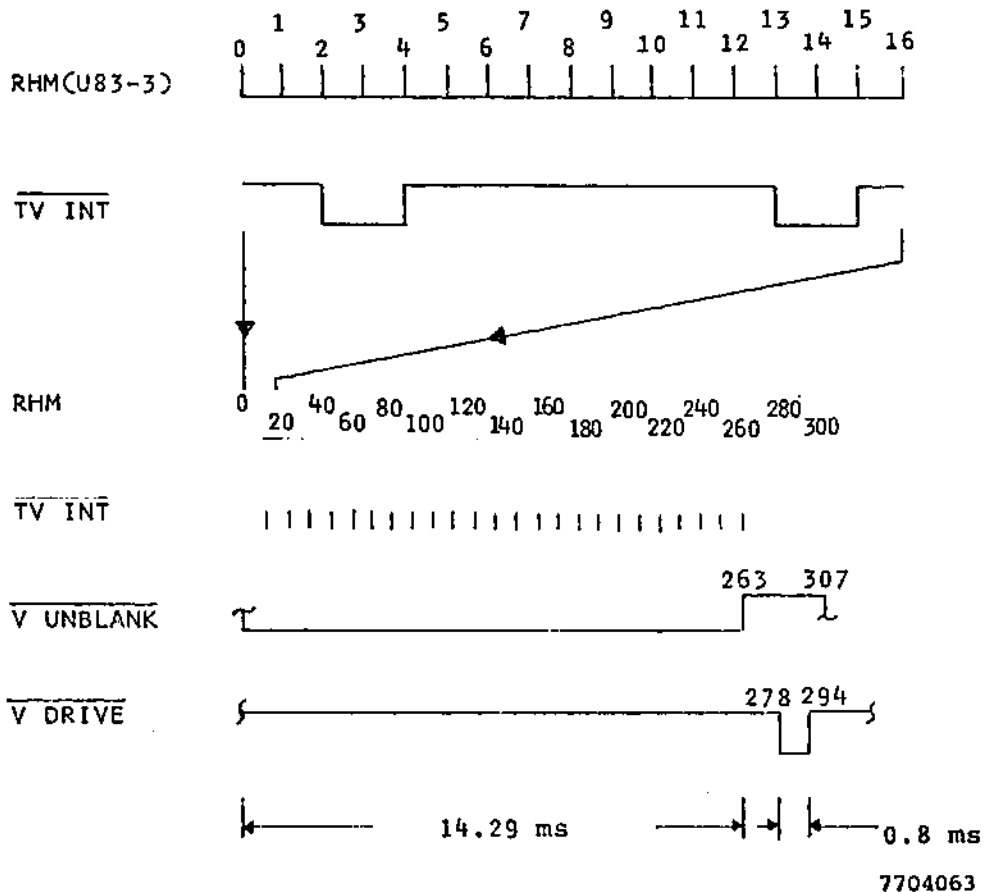 1 3 5 7 9 11 13 15
0 2 4 6 8 10 12 14 16
RHM(U83-3)
TV INT
RHM
0 40 80 120 160 200 240 280
20 60 100 140 180 220 260 300
TV INT
263 307
V UNBLANK
278 294
V DRIVE
14.29 ms
0.8 ms
7704063